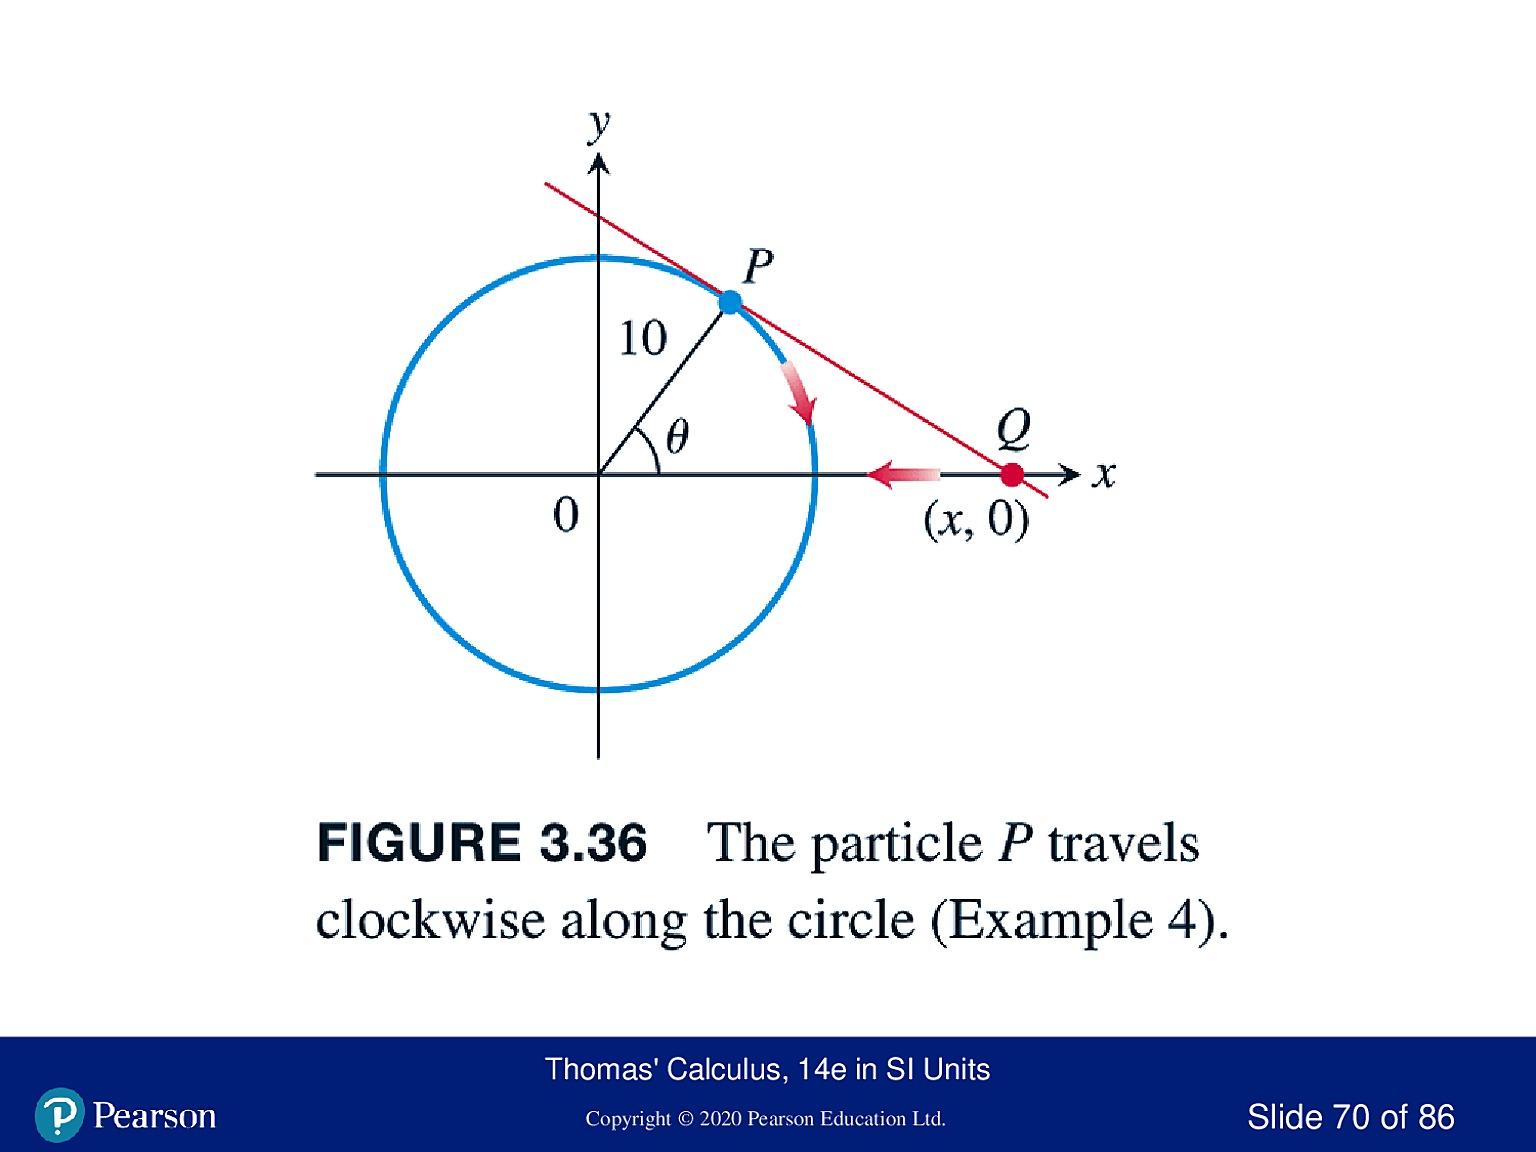 y
P
10
θ
Q
x
0
(x, 0)
FIGURE 3.36 The particle P travels
clockwise along the circle (Example 4).
Thomas' Calculus, 14e in SI Units
Pearson
Copyright © 2020 Pearson Education Ltd.
Slide 70 of 86